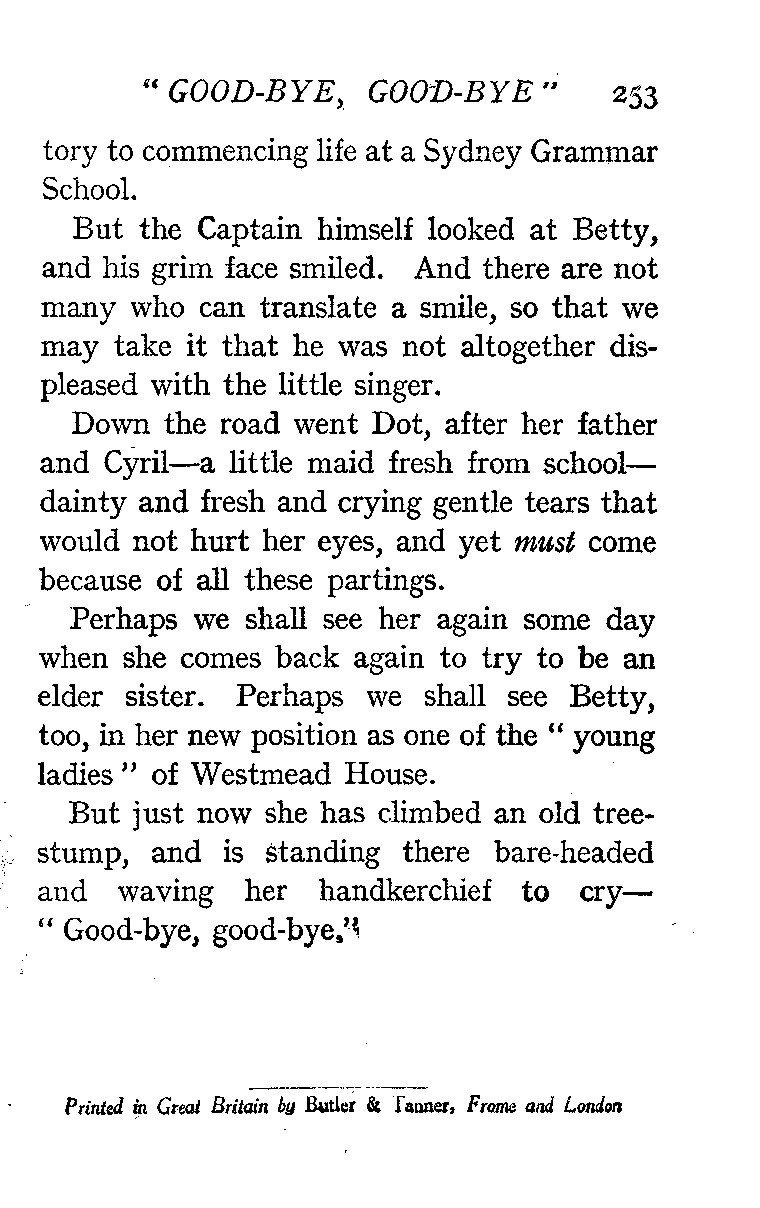 “ GOOD-BYE, GOOD-BYE ” 253
tory to commencing life at a Sydney Grammar
School.
But the Captain himself looked at Betty,
and his grim face smiled. And there are not
many who can translate a smile, so that we
may take it that he was not altogether dis-
pleased with the little singer.
Down the road went Dot, after her father
and Cyril—a little maid fresh from school—
dainty and fresh and crying gentle tears that
would not hurt her eyes, and yet must come
because of all these partings.
Perhaps we shall see her again some day
when she comes back again to try to be an
elder sister. Perhaps we shall see Betty,
too, in her new position as one of the “ young
ladies ” of Westmead House.
But just now she has climbed an old tree-
stump, and is standing there bare-headed
and waving her handkerchief to cry—
“ Good-bye, good-bye.”
Printed in Great Britain by Butler & Tanner, Frome and London